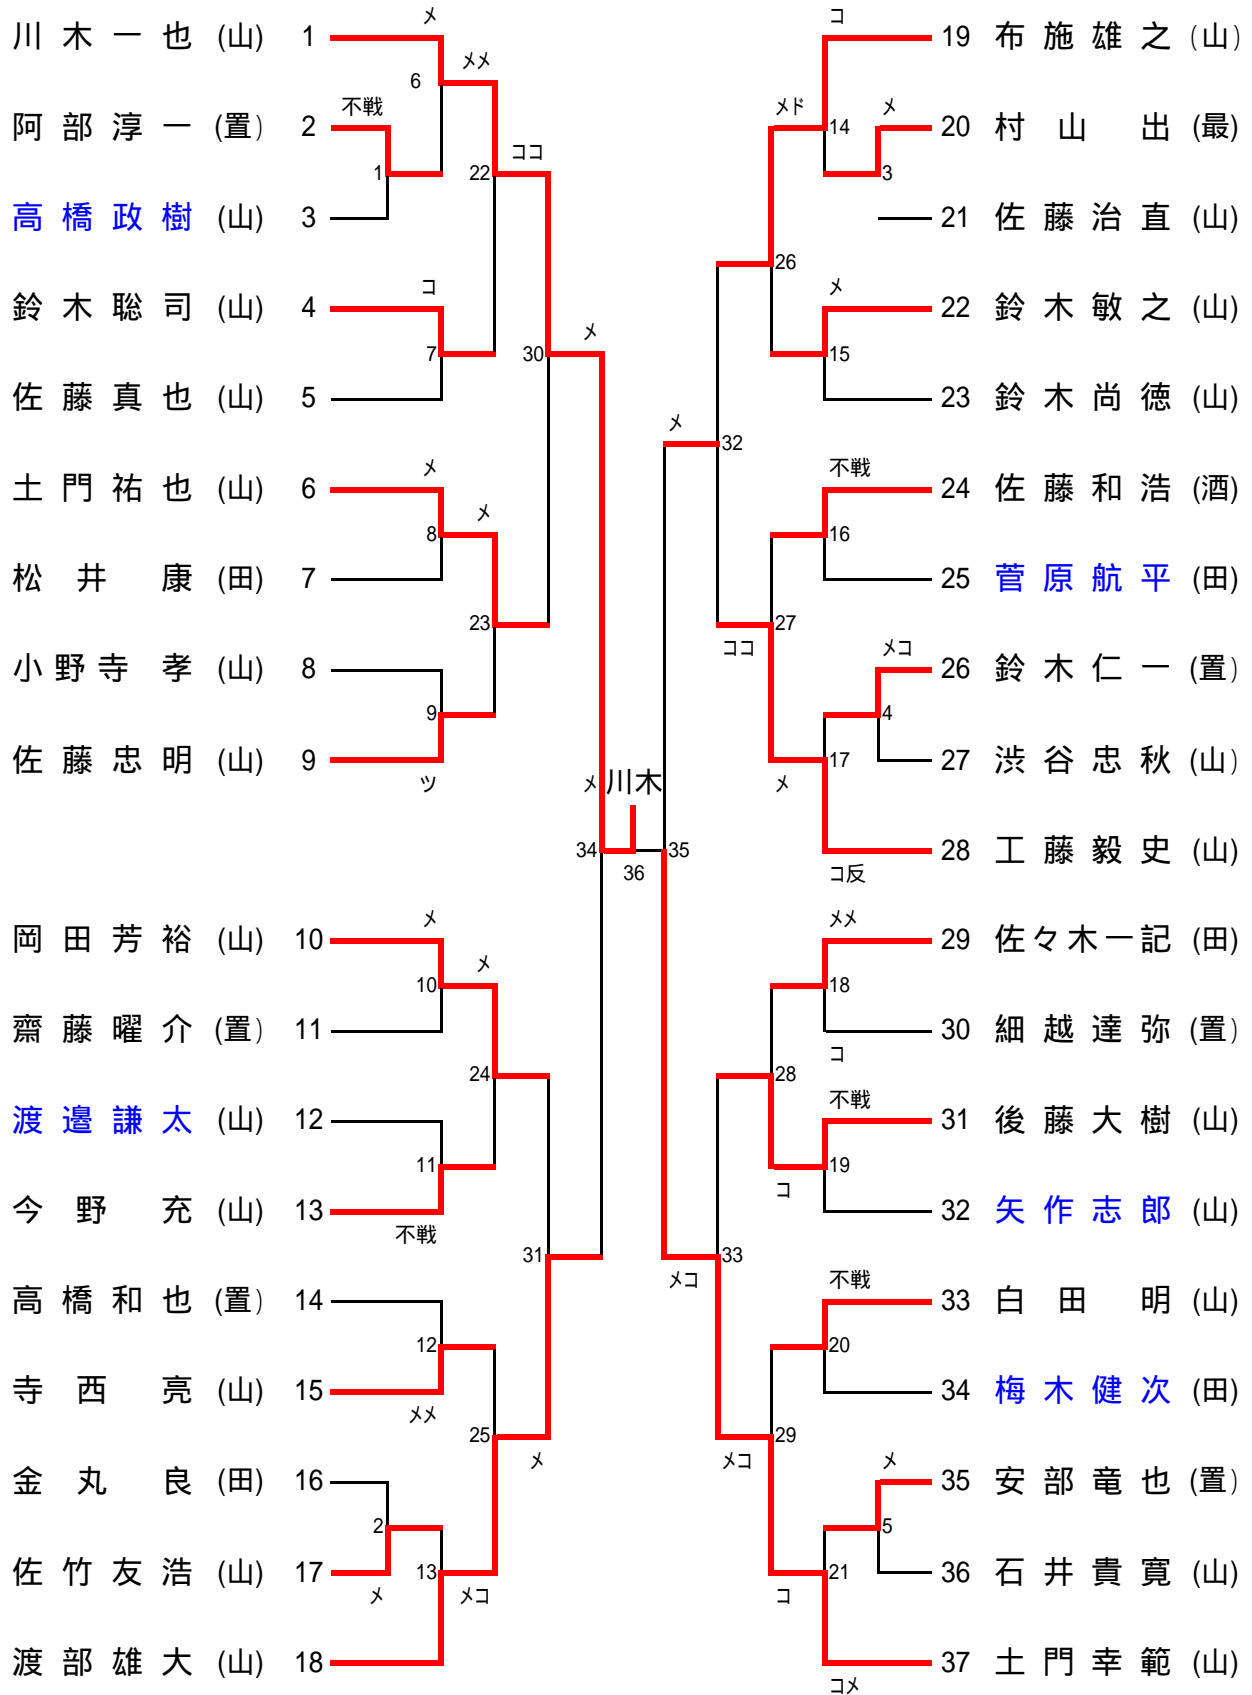 メ
コ
川木一也 (山) 1
19 布施雄之 (山)
メメ
6
不戦
メド
メ
阿部淳一 (置) 2
14
20 村山 出 (最)
ココ
1
22
3
高橋政樹 (山) 3
21 佐藤治直 (山)
26
コ
メ
鈴木聡司 (山) 4
22 鈴木敏之 (山)
メ
7
30
15
佐藤真也 (山) 5
23 鈴木尚徳 (山)
メ
32
メ
不戦
土門祐也 (山) 6
24 佐藤和浩 (酒)
メ
8
16
松井 康 (田) 7
25 菅原航平 (田)
23
27
ココ
メコ
小野寺 孝 (山) 8
26 鈴木仁一 (置)
9
4
佐藤忠明 (山) 9
17
27 渋谷忠秋 (山)
ツ
メ 川木
メ
34
35
28 工藤毅史 (山)
36
コ反
メ
メメ
岡田芳裕 (山) 10
29 佐々木一記 (田)
メ
10
18
齋藤曜介 (置) 11
30 細越達弥 (置)
コ
24
28
不戦
渡邉謙太 (山) 12
31 後藤大樹 (山)
11
19
コ
今野 充 (山) 13
32 矢作志郎 (山)
不戦
31
33
メコ
不戦
高橋和也 (置) 14
33 白田 明 (山)
12
20
寺西 亮 (山) 15
34 梅木健次 (田)
メメ
25
29
メ
メコ
メ
金丸 良 (田) 16
35 安部竜也 (置)
2
5
佐竹友浩 (山) 17
13
21
36 石井貴寛 (山)
メ
メコ
コ
渡部雄大 (山) 18
37 土門幸範 (山)
コメ